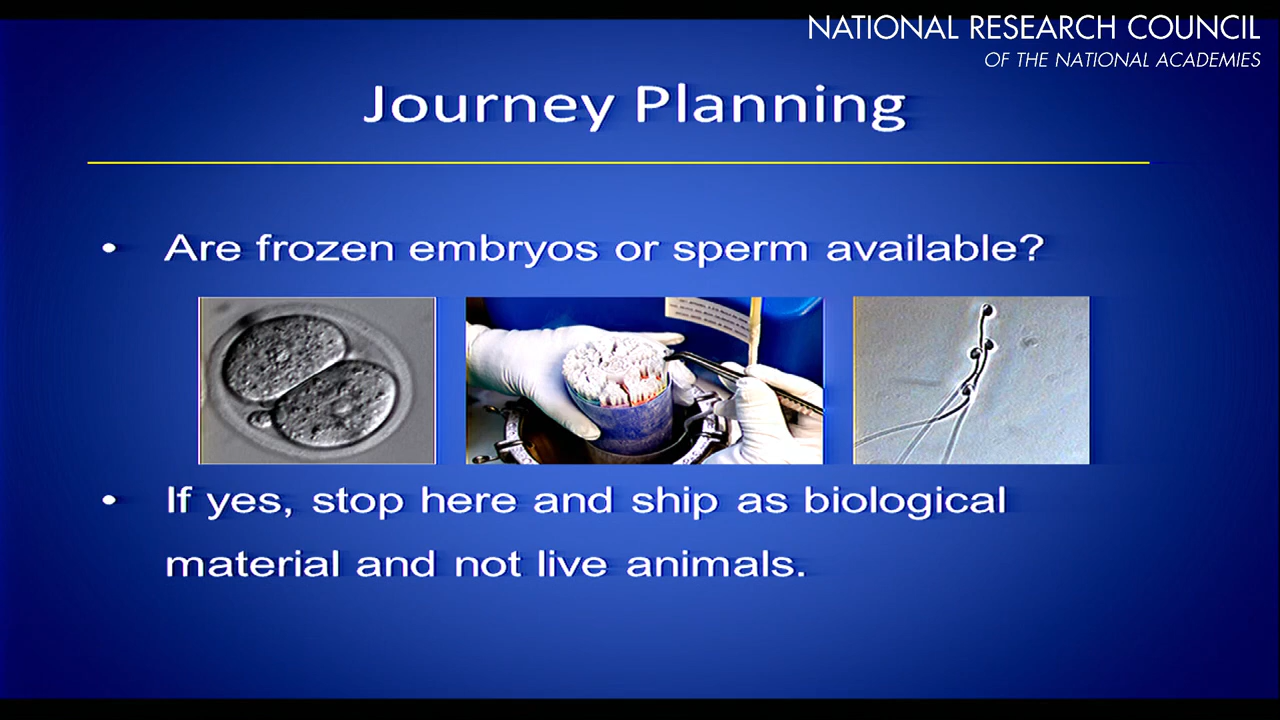 NATIONAL RESEARCH COUNCIL
OF THE NATIONAL ACADEMIES
Journey Planning
• Are frozen embryos or sperm available?
• If yes, stop here and ship as biological
material and not live animals.